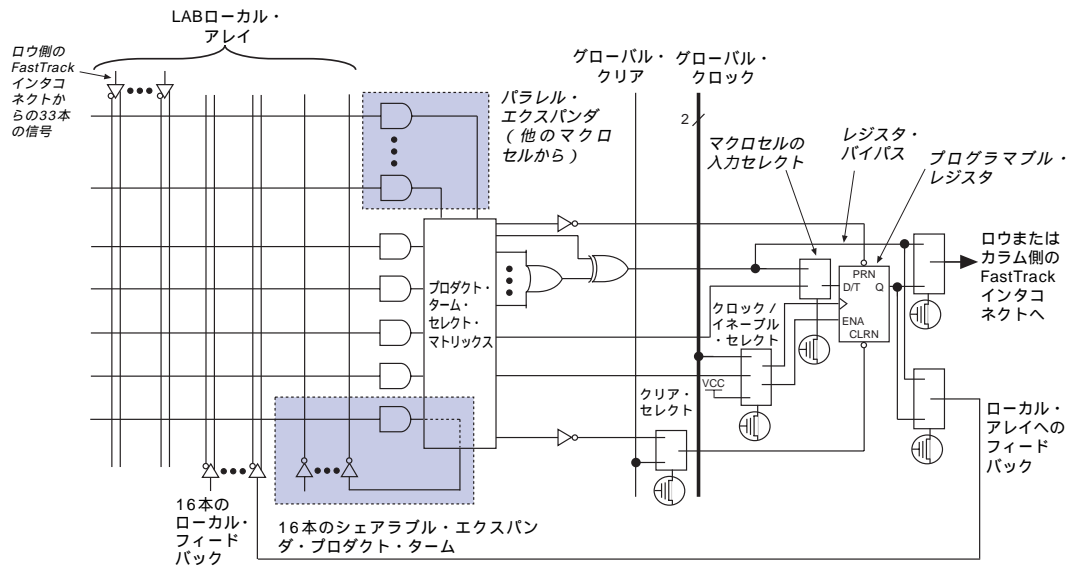 LABローカル・
アレイ
ロウ側の
FastTrack
インタコ
ネクトか
らの33本
の信号
パラレル・
エクスパンダ
(他のマクロ
セルから)
グローバル・
クリア
グローバル・
クロック
2
マクロセルの
入力セレクト
レジスタ・
バイパス
プログラマブル・
レジスタ
プロダクト・
ターム・
セレクト・
マトリックス
PRN
D/T Q
ENA
CLRN
ロウまたは
カラム側の
FastTrack
インタコ
ネクトへ
クロック/
イネーブル
・セレクト
VCC
クリア・
セレクト
ローカル・
アレイへの
フィード
バック
16本の
ローカル・
フィード
バック
16本のシェアラブル・エクスパン
ダ・プロダクト・ターム